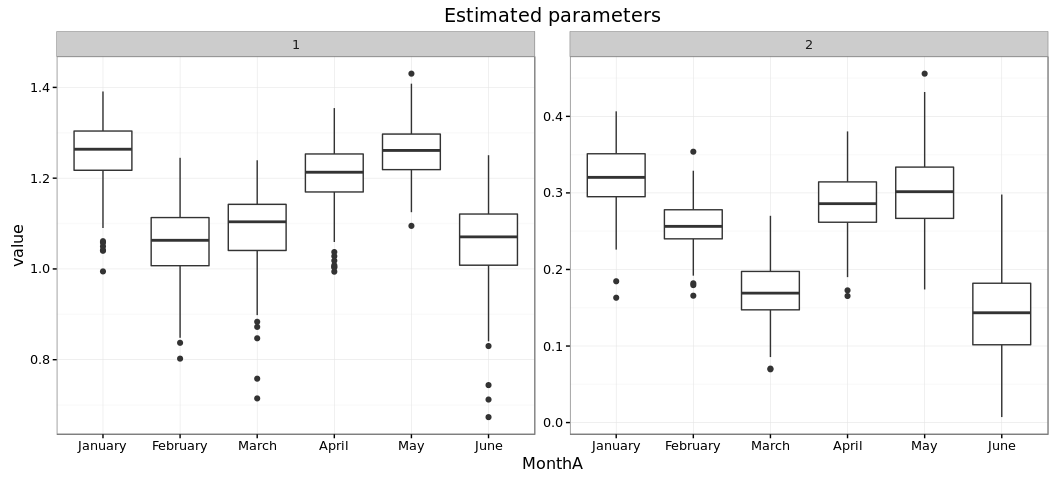 Estimated parameters
1 2
value
1.4
1.2
1.0
0.8
0.4
0.3
0.2
0.1
0.0
January February March April May June January February March April May June
MonthA